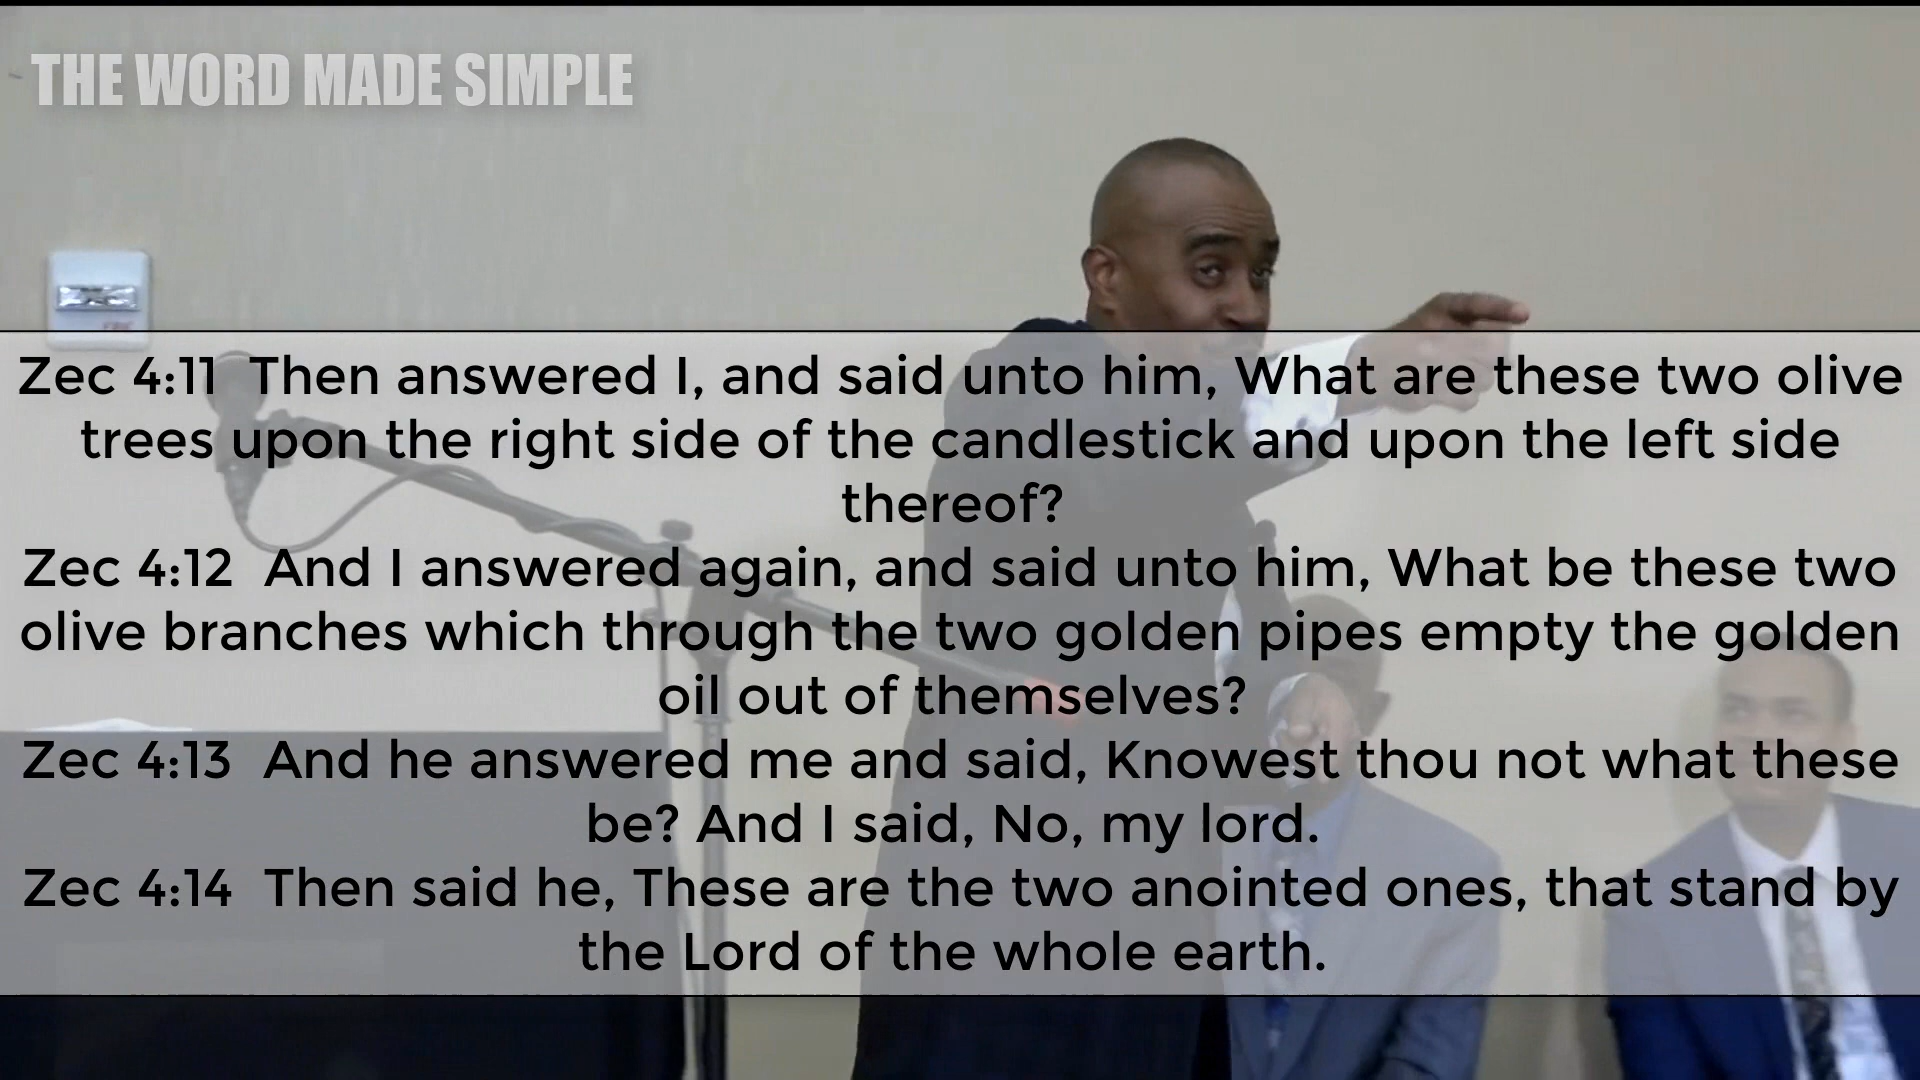 THE WORD MADE SIMPLE
Zec 4:11 Then answered I, and said unto him, What are these two olive
trees upon the right side of the candlestick and upon the left side
thereof?
Zec 4:12 And I answered again, and said unto him, What be these two
olive branches which through the two golden pipes empty the golden
oil out of themselves?
Zec 4:13 And he answered me and said, Knowest thou not what these
be? And I said, No, my lord.
Zec 4:14 Then said he, These are the two anointed ones, that stand by
the Lord of the whole earth.